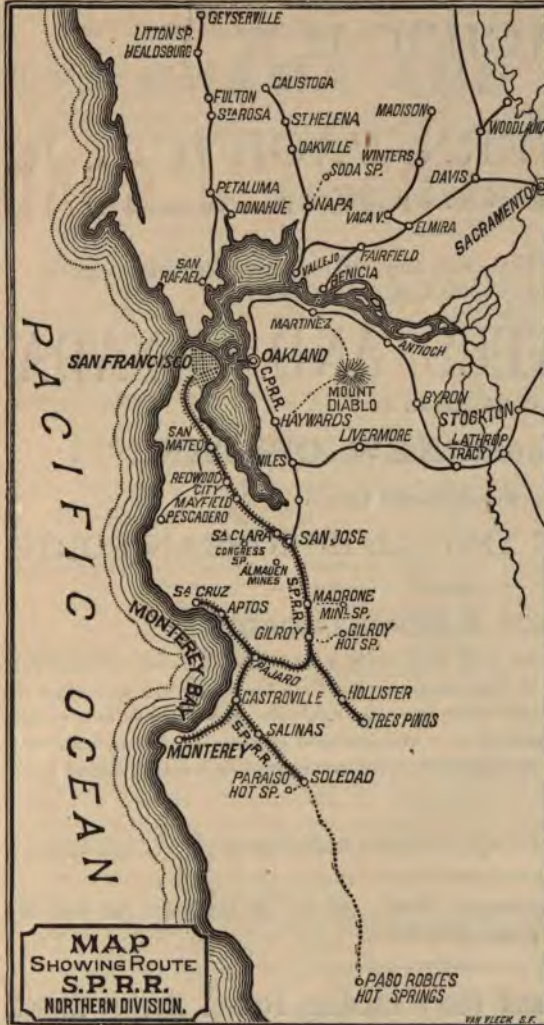 GEYSERVILLE
LITTON SP.
HEALDSBURG
CALISTOGA
FULTON
STA ROSA
MADISON
ST HELENA
WOODLAND
OAKVILLE
WINTERS
SODA SP.
DAVIS
PETALUMA
DONAHUE
NAPA
VACA V.
ELMIRA
SACRAMENTO
SAN
RAFAEL
VALLEJO
FAIRFIELD
BENICIA
MARTINEZ
ANTIOCH
SAN FRANCISCO
OAKLAND
C.P.R.R.
MOUNT
DIABLO
BYRON
STOCKTON
HAYWARDS
LIVERMORE
LATHROP
TRACY
SAN
MATEO
NILES
REDWOOD
CITY
MAYFIELD
PESCADERO
SA CLARA
SAN JOSE
CONGRESS
SP.
ALMADEN
MINES
S.P.R.R.
SA CRUZ
APTOS
MADRONE
MINL SP.
GILROY
GILROY
HOT SP.
MONTEREY BAY
PAJARO
CASTROVILLE
HOLLISTER
TRES PINOS
SALINAS
S.P.R.R.
MONTEREY
PARAISO
HOT SP.
SOLEDAD
PACIFIC OCEAN
PASO ROBLES
HOT SPRINGS
MAP
SHOWING ROUTE
S.P.R.R.
NORTHERN DIVISION.
VAN VLECK S.F.